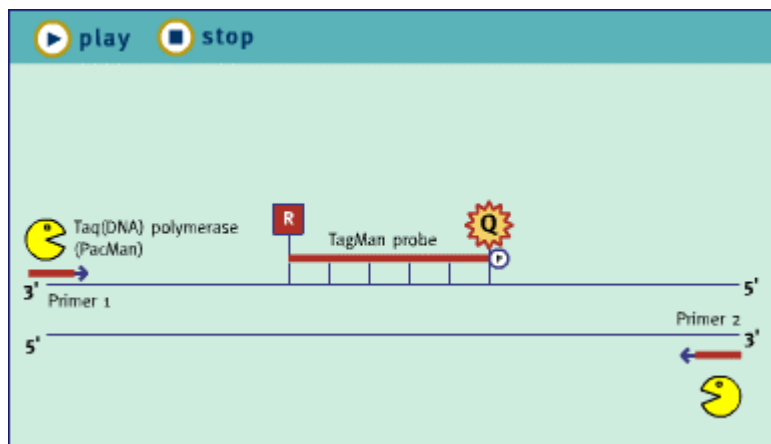 play stop
R
Q
Taq(DNA) polymerase
(PacMan)
TagMan probe
P
3' 5'
Primer 1
Primer 2
5' 3'